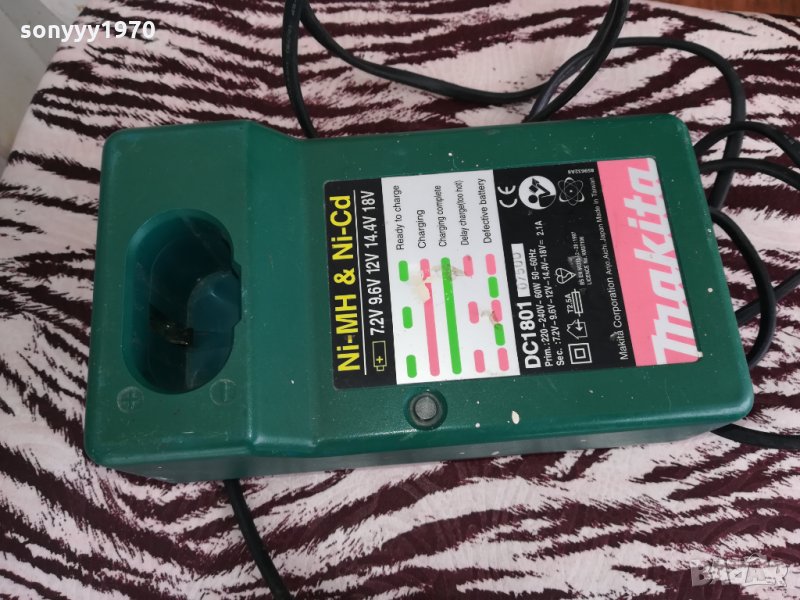 sonyyy1970
Ni-MH & Ni-Cd
7.2V 9.6V 12V 14.4V 18V
Ready to charge
Charging
Charging complete
Delay charge(too hot)
Defective battery
DC1801
Prim.:220-240V~60W 50-60Hz
Sec.:7.2V-9.6V-12V-14.4V-18V⎓ 2.1A
T2.5A
CE
Makita Corporation Anjo,Aichi,Japan Made In Taiwan
makita